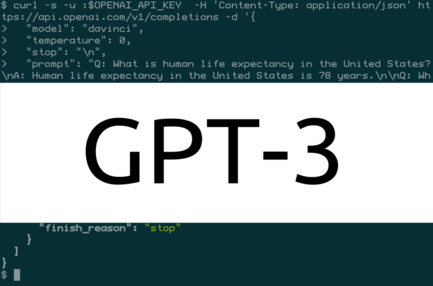 $ curl -s -u :$OPENAI_API_KEY -H 'Content-Type: application/json' ht
tps://api.openai.com/v1/completions -d '{
> "model": "davinci",
> "temperature": 0,
> "stop": "\n",
> "prompt": "Q: What is human life expectancy in the United States?
\nA: Human life expectancy in the United States is 78 years.\n\nQ: Wh
GPT-3
"finish_reason": "stop"
}
]
}
$